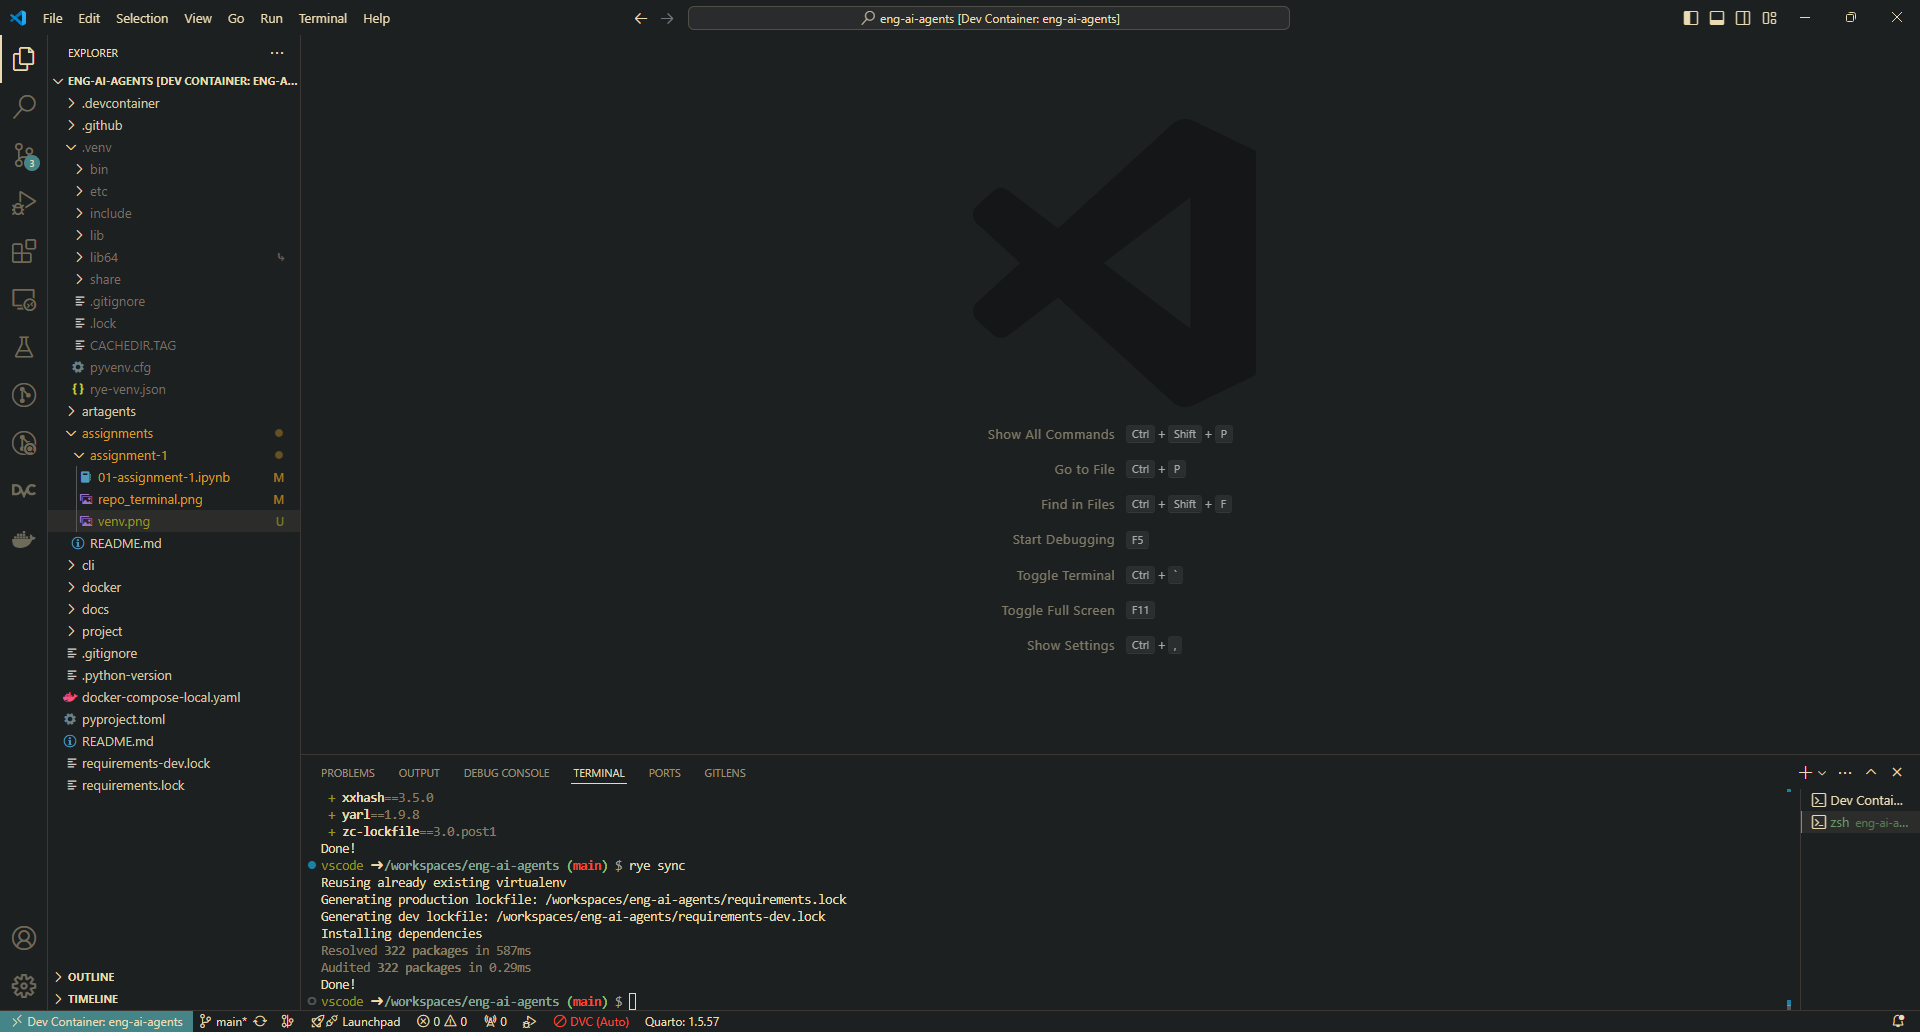 File Edit Selection View Go Run Terminal Help
eng-ai-agents [Dev Container: eng-ai-agents]
EXPLORER
ENG-AI-AGENTS [DEV CONTAINER: ENG-A...
.devcontainer
.github
.venv
bin
etc
include
lib
lib64
share
.gitignore
.lock
CACHEDIR.TAG
pyvenv.cfg
rye-venv.json
artagents
assignments
assignment-1
01-assignment-1.ipynb M
repo_terminal.png M
venv.png U
README.md
cli
docker
docs
project
.gitignore
.python-version
docker-compose-local.yaml
pyproject.toml
README.md
requirements-dev.lock
requirements.lock
OUTLINE
TIMELINE
3
DVC
Show All Commands Ctrl + Shift + P
Go to File Ctrl + P
Find in Files Ctrl + Shift + F
Start Debugging F5
Toggle Terminal Ctrl + `
Toggle Full Screen F11
Show Settings Ctrl + ,
PROBLEMS OUTPUT DEBUG CONSOLE TERMINAL PORTS GITLENS
+ xxhash==3.5.0
+ yarl==1.9.8
+ zc-lockfile==3.0.post1
Done!
vscode ➜/workspaces/eng-ai-agents (main) $ rye sync
Reusing already existing virtualenv
Generating production lockfile: /workspaces/eng-ai-agents/requirements.lock
Generating dev lockfile: /workspaces/eng-ai-agents/requirements-dev.lock
Installing dependencies
Resolved 322 packages in 587ms
Audited 322 packages in 0.29ms
Done!
vscode ➜/workspaces/eng-ai-agents (main) $
Dev Contai...
zsh eng-ai-a...
Dev Container: eng-ai-agents main* Launchpad 0 0 0 DVC (Auto) Quarto: 1.5.57